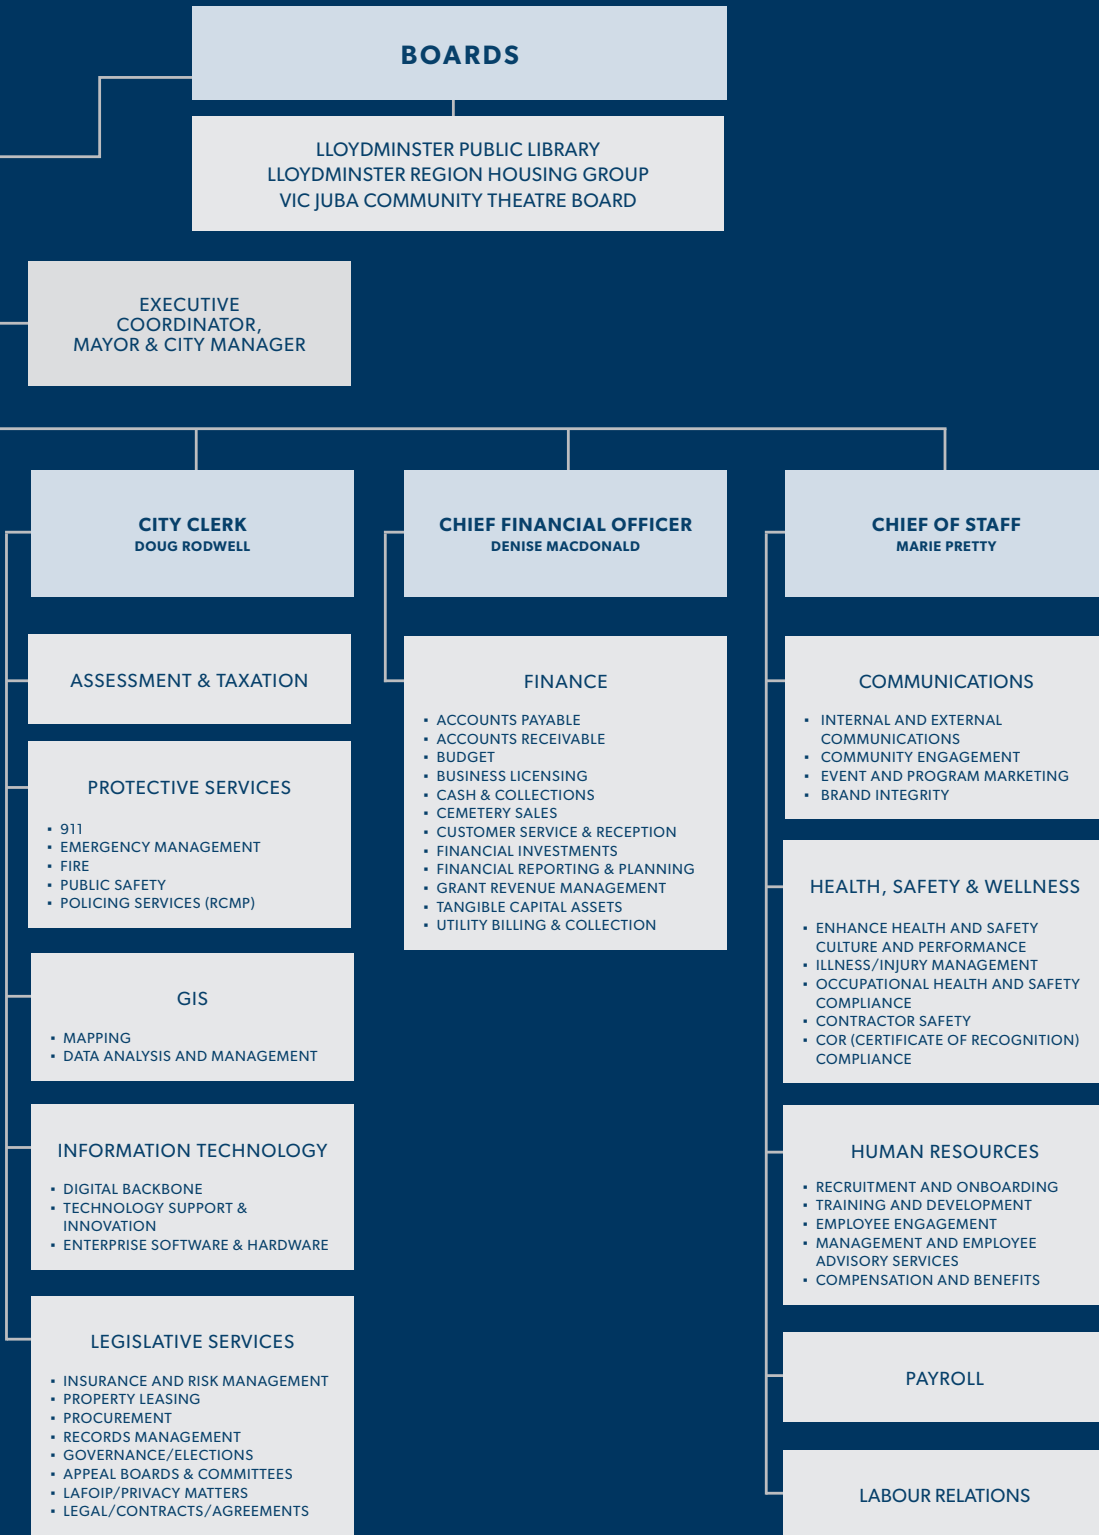 BOARDS
LLOYDMINSTER PUBLIC LIBRARY
LLOYDMINSTER REGION HOUSING GROUP
VIC JUBA COMMUNITY THEATRE BOARD
EXECUTIVE
COORDINATOR,
MAYOR & CITY MANAGER
CITY CLERK
DOUG RODWELL
ASSESSMENT & TAXATION
PROTECTIVE SERVICES
▪ 911
▪ EMERGENCY MANAGEMENT
▪ FIRE
▪ PUBLIC SAFETY
▪ POLICING SERVICES (RCMP)
GIS
▪ MAPPING
▪ DATA ANALYSIS AND MANAGEMENT
INFORMATION TECHNOLOGY
▪ DIGITAL BACKBONE
▪ TECHNOLOGY SUPPORT &
INNOVATION
▪ ENTERPRISE SOFTWARE & HARDWARE
LEGISLATIVE SERVICES
▪ INSURANCE AND RISK MANAGEMENT
▪ PROPERTY LEASING
▪ PROCUREMENT
▪ RECORDS MANAGEMENT
▪ GOVERNANCE/ELECTIONS
▪ APPEAL BOARDS & COMMITTEES
▪ LAFOIP/PRIVACY MATTERS
▪ LEGAL/CONTRACTS/AGREEMENTS
CHIEF FINANCIAL OFFICER
DENISE MACDONALD
FINANCE
▪ ACCOUNTS PAYABLE
▪ ACCOUNTS RECEIVABLE
▪ BUDGET
▪ BUSINESS LICENSING
▪ CASH & COLLECTIONS
▪ CEMETERY SALES
▪ CUSTOMER SERVICE & RECEPTION
▪ FINANCIAL INVESTMENTS
▪ FINANCIAL REPORTING & PLANNING
▪ GRANT REVENUE MANAGEMENT
▪ TANGIBLE CAPITAL ASSETS
▪ UTILITY BILLING & COLLECTION
CHIEF OF STAFF
MARIE PRETTY
COMMUNICATIONS
▪ INTERNAL AND EXTERNAL
COMMUNICATIONS
▪ COMMUNITY ENGAGEMENT
▪ EVENT AND PROGRAM MARKETING
▪ BRAND INTEGRITY
HEALTH, SAFETY & WELLNESS
▪ ENHANCE HEALTH AND SAFETY
CULTURE AND PERFORMANCE
▪ ILLNESS/INJURY MANAGEMENT
▪ OCCUPATIONAL HEALTH AND SAFETY
COMPLIANCE
▪ CONTRACTOR SAFETY
▪ COR (CERTIFICATE OF RECOGNITION)
COMPLIANCE
HUMAN RESOURCES
▪ RECRUITMENT AND ONBOARDING
▪ TRAINING AND DEVELOPMENT
▪ EMPLOYEE ENGAGEMENT
▪ MANAGEMENT AND EMPLOYEE
ADVISORY SERVICES
▪ COMPENSATION AND BENEFITS
PAYROLL
LABOUR RELATIONS